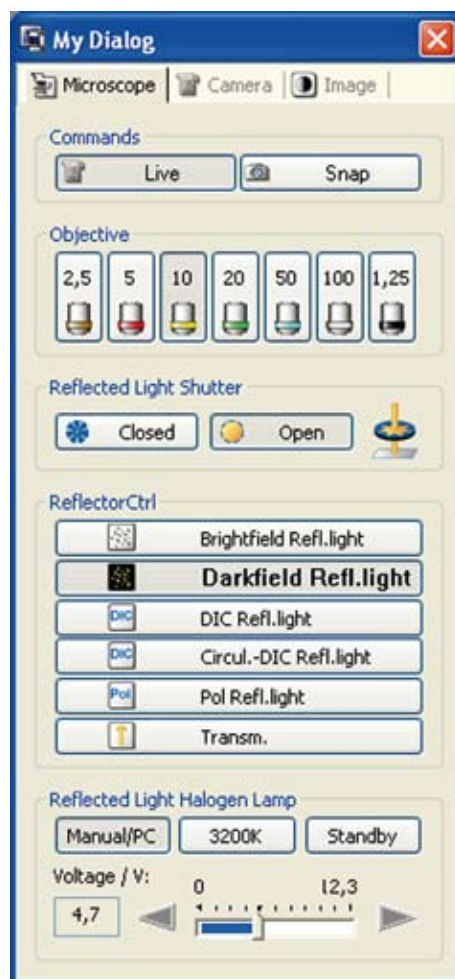 My Dialog
Microscope Camera Image
Commands
Live Snap
Objective
2,5 5 10 20 50 100 1,25
Reflected Light Shutter
Closed Open
ReflectorCtrl
Brightfield Refl.light
Darkfield Refl.light
DIC DIC Refl.light
DIC Circul.-DIC Refl.light
Pol Pol Refl.light
Transm.
Reflected Light Halogen Lamp
Manual/PC 3200K Standby
Voltage / V: 0 12,3
4,7